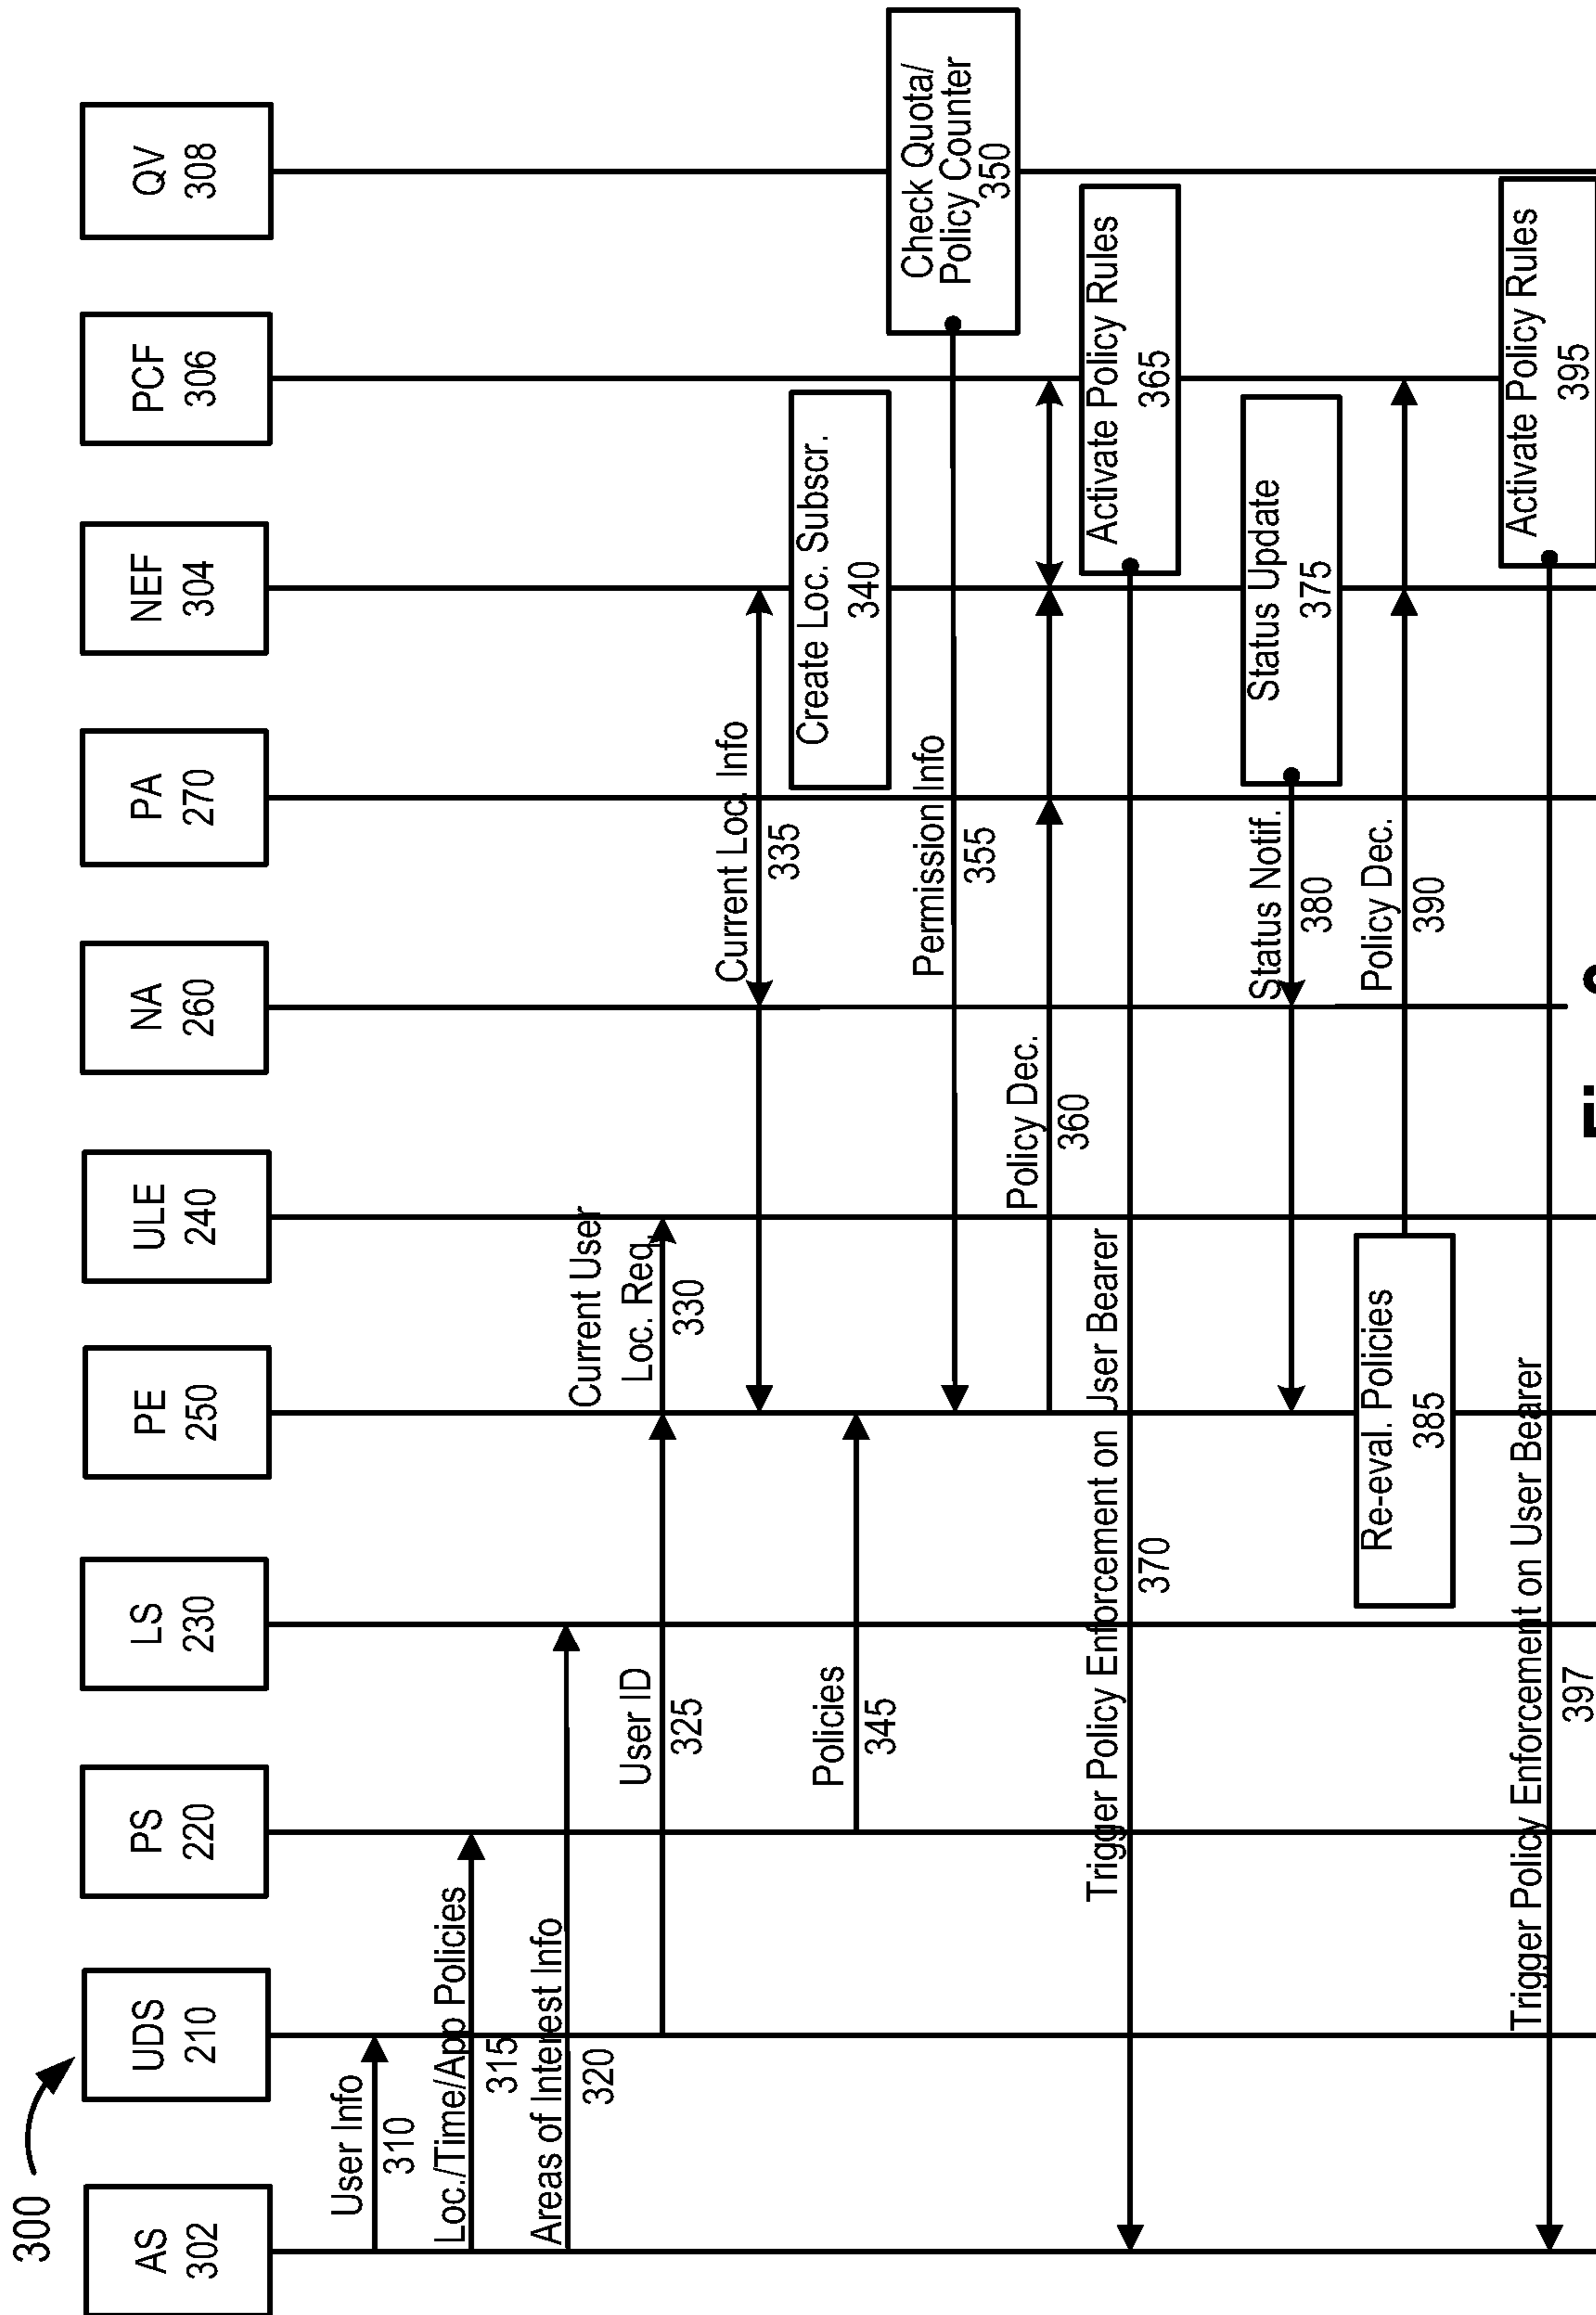 300
AS
302
UDS
210
PS
220
LS
230
PE
250
ULE
240
NA
260
PA
270
NEF
304
PCF
306
QV
308
User Info
310
Loc./Time/App Policies
315
Areas of Interest Info
320
User ID
325
Current User
Loc. Req.
330
Current Loc. Info
335
Create Loc. Subscr.
340
Policies
345
Check Quota/
Policy Counter
350
Permission Info
355
Policy Dec.
360
Activate Policy Rules
365
Trigger Policy Enforcement on User Bearer
370
Status Update
375
Status Notif.
380
Re-eval. Policies
385
Policy Dec.
390
Activate Policy Rules
395
Trigger Policy Enforcement on User Bearer
397